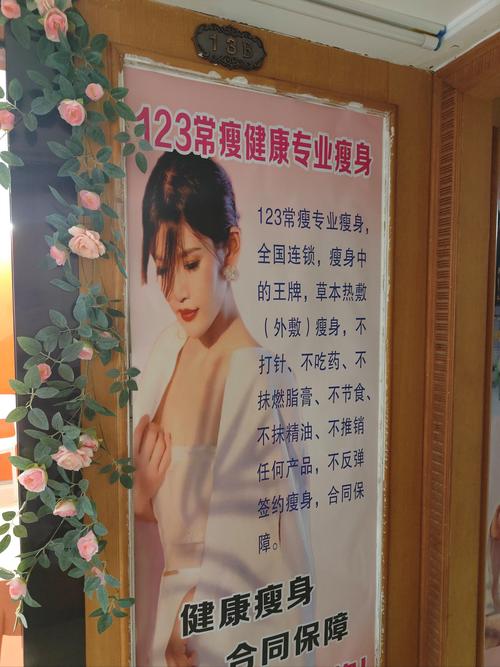 13B
123常瘦健康专业瘦身
123常瘦专业瘦身,
全国连锁，瘦身中
的王牌，草本热敷
（外敷）瘦身，不
打针、不吃药、不
抹燃脂膏、不节食、
不抹精油、不推销
任何产品，不反弹
签约瘦身，合同保
障。
健康瘦身
合同保障